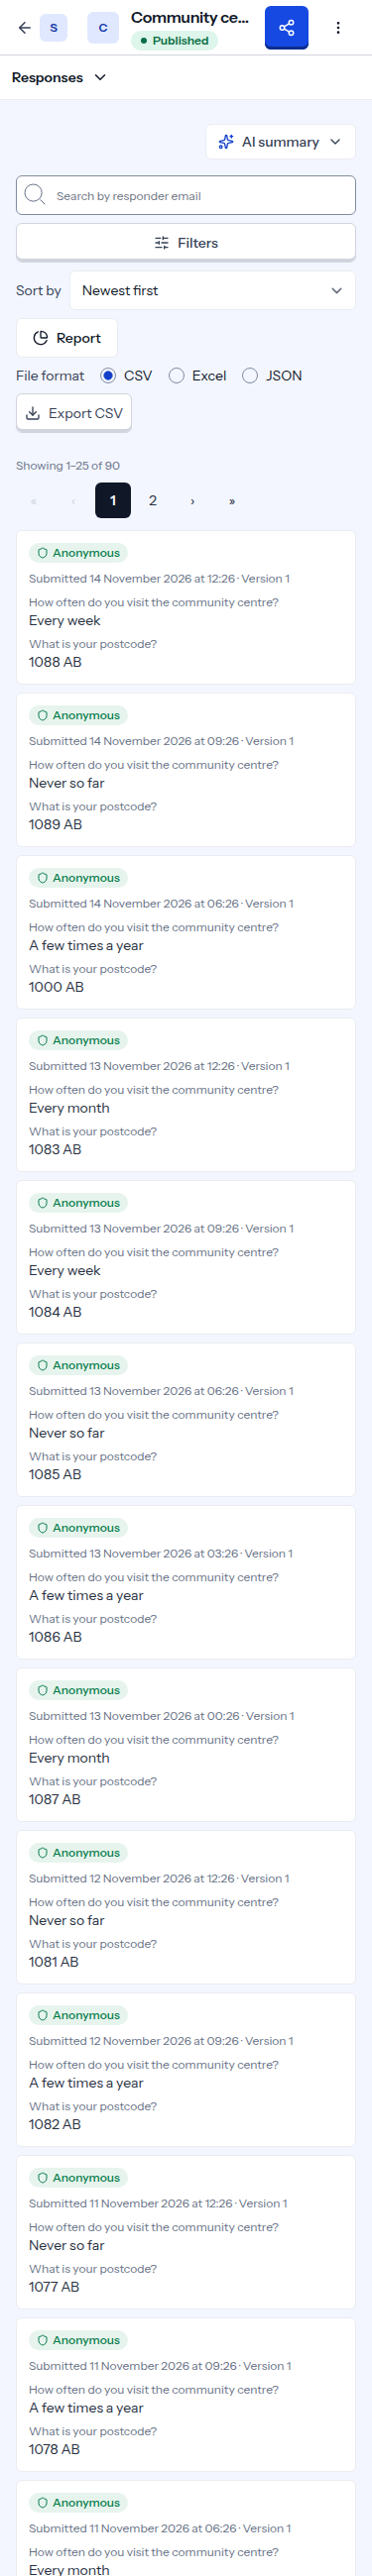 S
C
Community ce...
Published
Responses
AI summary
Search by responder email
Filters
Sort by
Newest first
Report
File format
CSV
Excel
JSON
Export CSV
Showing 1–25 of 90
« ‹ 1 2 › »
Anonymous
Submitted 14 November 2026 at 12:26 · Version 1
How often do you visit the community centre?
Every week
What is your postcode?
1088 AB
Anonymous
Submitted 14 November 2026 at 09:26 · Version 1
How often do you visit the community centre?
Never so far
What is your postcode?
1089 AB
Anonymous
Submitted 14 November 2026 at 06:26 · Version 1
How often do you visit the community centre?
A few times a year
What is your postcode?
1000 AB
Anonymous
Submitted 13 November 2026 at 12:26 · Version 1
How often do you visit the community centre?
Every month
What is your postcode?
1083 AB
Anonymous
Submitted 13 November 2026 at 09:26 · Version 1
How often do you visit the community centre?
Every week
What is your postcode?
1084 AB
Anonymous
Submitted 13 November 2026 at 06:26 · Version 1
How often do you visit the community centre?
Never so far
What is your postcode?
1085 AB
Anonymous
Submitted 13 November 2026 at 03:26 · Version 1
How often do you visit the community centre?
A few times a year
What is your postcode?
1086 AB
Anonymous
Submitted 13 November 2026 at 00:26 · Version 1
How often do you visit the community centre?
Every month
What is your postcode?
1087 AB
Anonymous
Submitted 12 November 2026 at 12:26 · Version 1
How often do you visit the community centre?
Never so far
What is your postcode?
1081 AB
Anonymous
Submitted 12 November 2026 at 09:26 · Version 1
How often do you visit the community centre?
A few times a year
What is your postcode?
1082 AB
Anonymous
Submitted 11 November 2026 at 12:26 · Version 1
How often do you visit the community centre?
Never so far
What is your postcode?
1077 AB
Anonymous
Submitted 11 November 2026 at 09:26 · Version 1
How often do you visit the community centre?
A few times a year
What is your postcode?
1078 AB
Anonymous
Submitted 11 November 2026 at 06:26 · Version 1
How often do you visit the community centre?
Every month